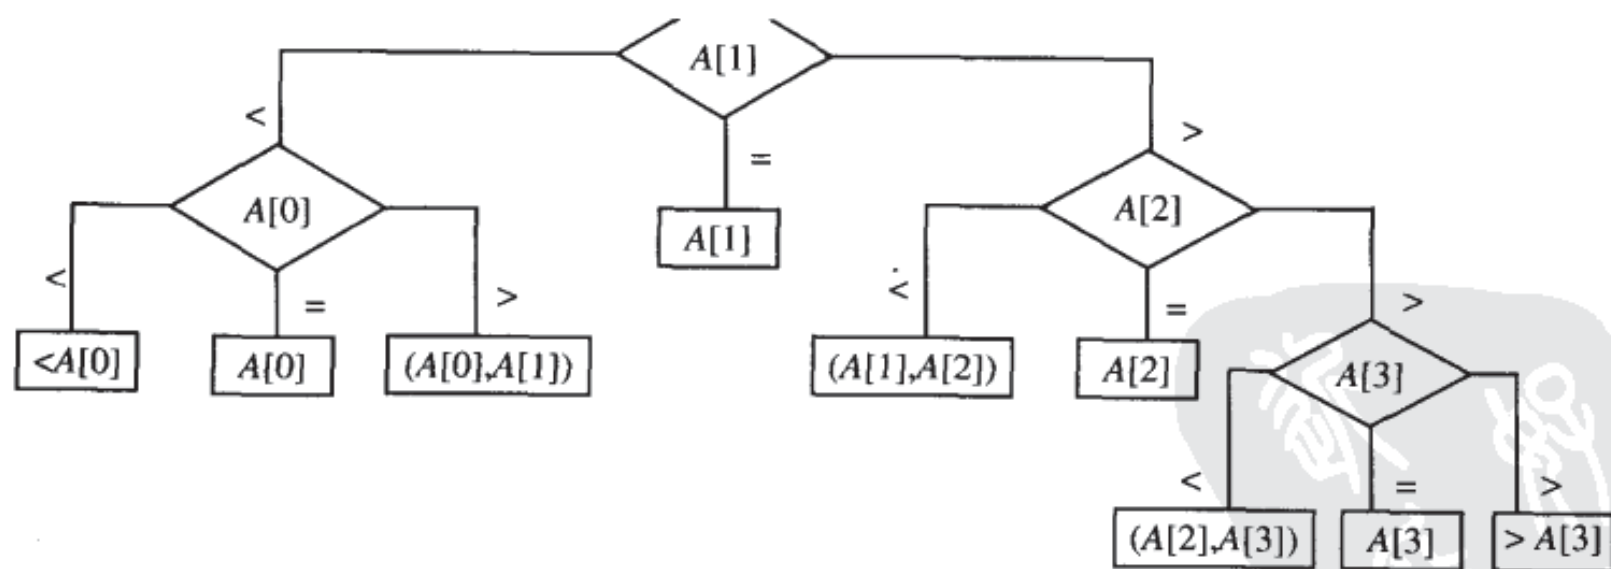 A[1]
<
>
=
A[0]
A[2]
A[1]
<
=
>
<
=
>
<A[0]
A[0]
(A[0],A[1])
(A[1],A[2])
A[2]
A[3]
<
=
>
(A[2],A[3])
A[3]
> A[3]